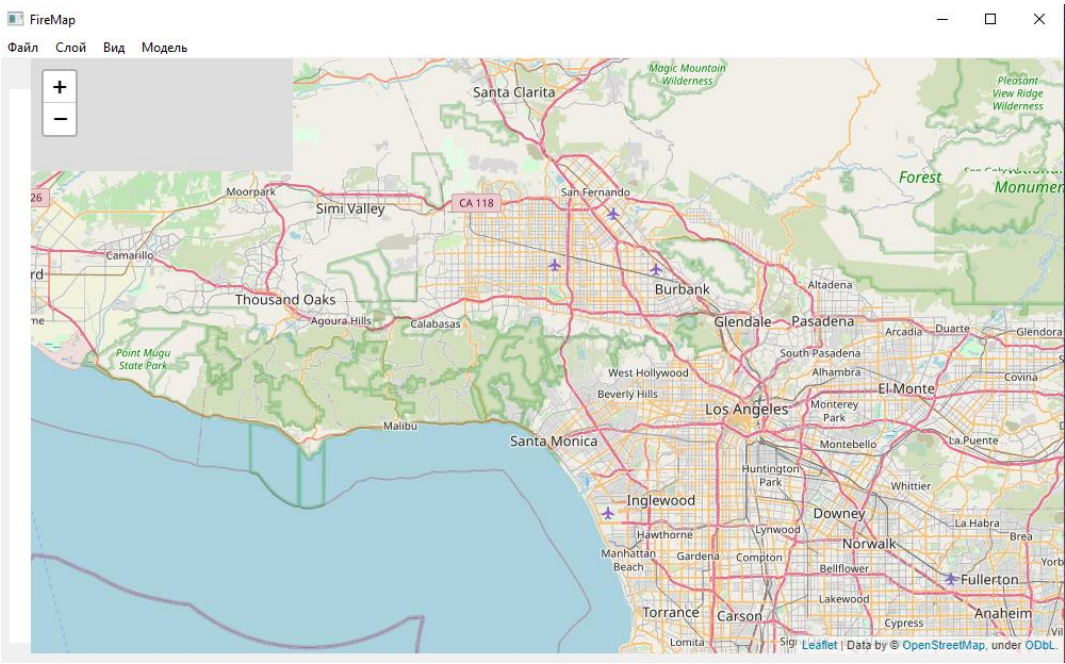 FireMap
Файл Слой Вид Модель
+
−
Magic Mountain
Wilderness
Santa Clarita
Pleasant
View Ridge
Wilderness
Forest
Monumen
26
Moorpark
Simi Valley
CA 118
San Fernando
Camarillo
rd
Thousand Oaks
Burbank
Altadena
me
Agoura Hills
Calabasas
Glendale
Pasadena
Arcadia
Duarte
Glendora
Point Mugu
State Park
South Pasadena
West Hollywood
Alhambra
Covina
Beverly Hills
El Monte
Los Angeles
Monterey
Park
Malibu
Santa Monica
Montebello
La Puente
Huntington
Park
Whittier
Inglewood
Downey
La Habra
Hawthorne
Lynwood
Norwalk
Brea
Manhattan
Beach
Gardena
Compton
Bellflower
Yorb
Fullerton
Lakewood
Torrance
Carson
Cypress
Anaheim
Lomita
Sig
Vil
Leaflet | Data by © OpenStreetMap, under ODbL.